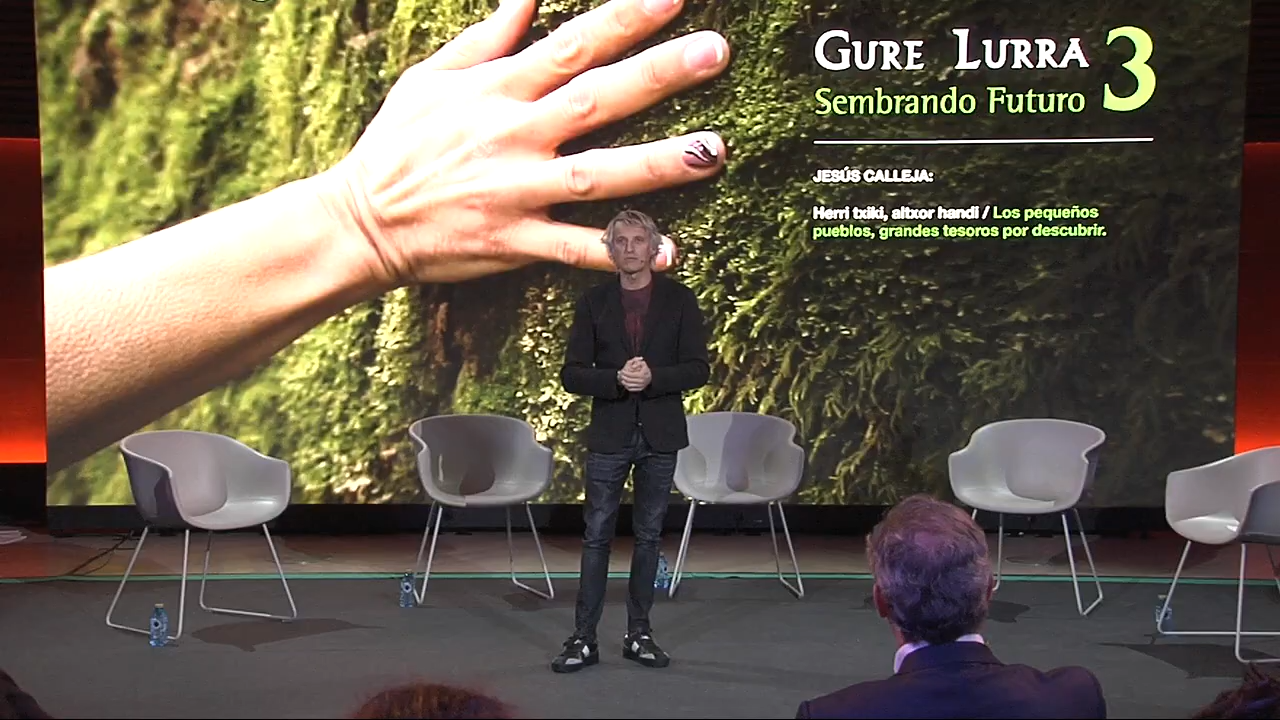 GURE LURRA 3
Sembrando Futuro
JESÚS CALLEJA:
Herri txiki, altxor handi / Los pequeños
pueblos, grandes tesoros por descubrir.